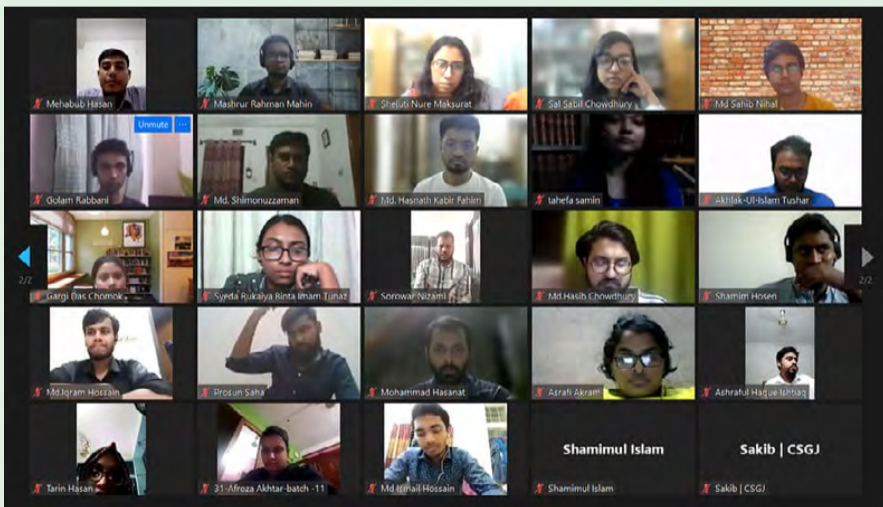 Mehabub Hasan
Mashrur Rahman Mahin
Shejuti Nure Maksurat
Sal Sabil Chowdhury
Md Sahib Nihal
Unmute ...
Golam Rabbani
Md. Shimonuzzaman
Md. Hasnath Kabir Fahim
tahefa samin
Akhlak-Ul-Islam Tushar
2/2
Gargi Das Chomok
Syeda Rukaiya Binta Imam Tunaz
Sorowar Nizami
Md Hasib Chowdhury
Shamim Hosen
2/2
Md.Iqram Hossain
Prosun Saha
Mohammad Hasanat
Asrafi Akram
Ashraful Haque Ishtiaq
Shamimul Islam
Sakib | CSGJ
Tarin Hasan
31-Afroza Akhtar-batch -11
Md Ismail Hossain
Shamimul Islam
Sakib | CSGJ